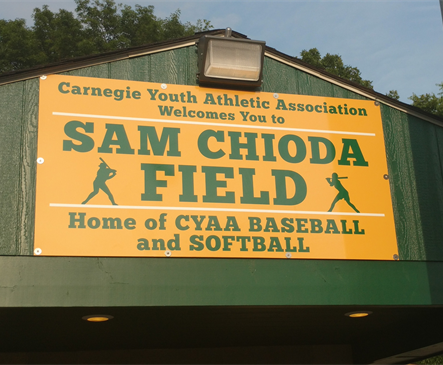 Carnegie Youth Athletic Association
Welcomes You to
SAM CHIODA
FIELD
Home of CYAA BASEBALL
and SOFTBALL